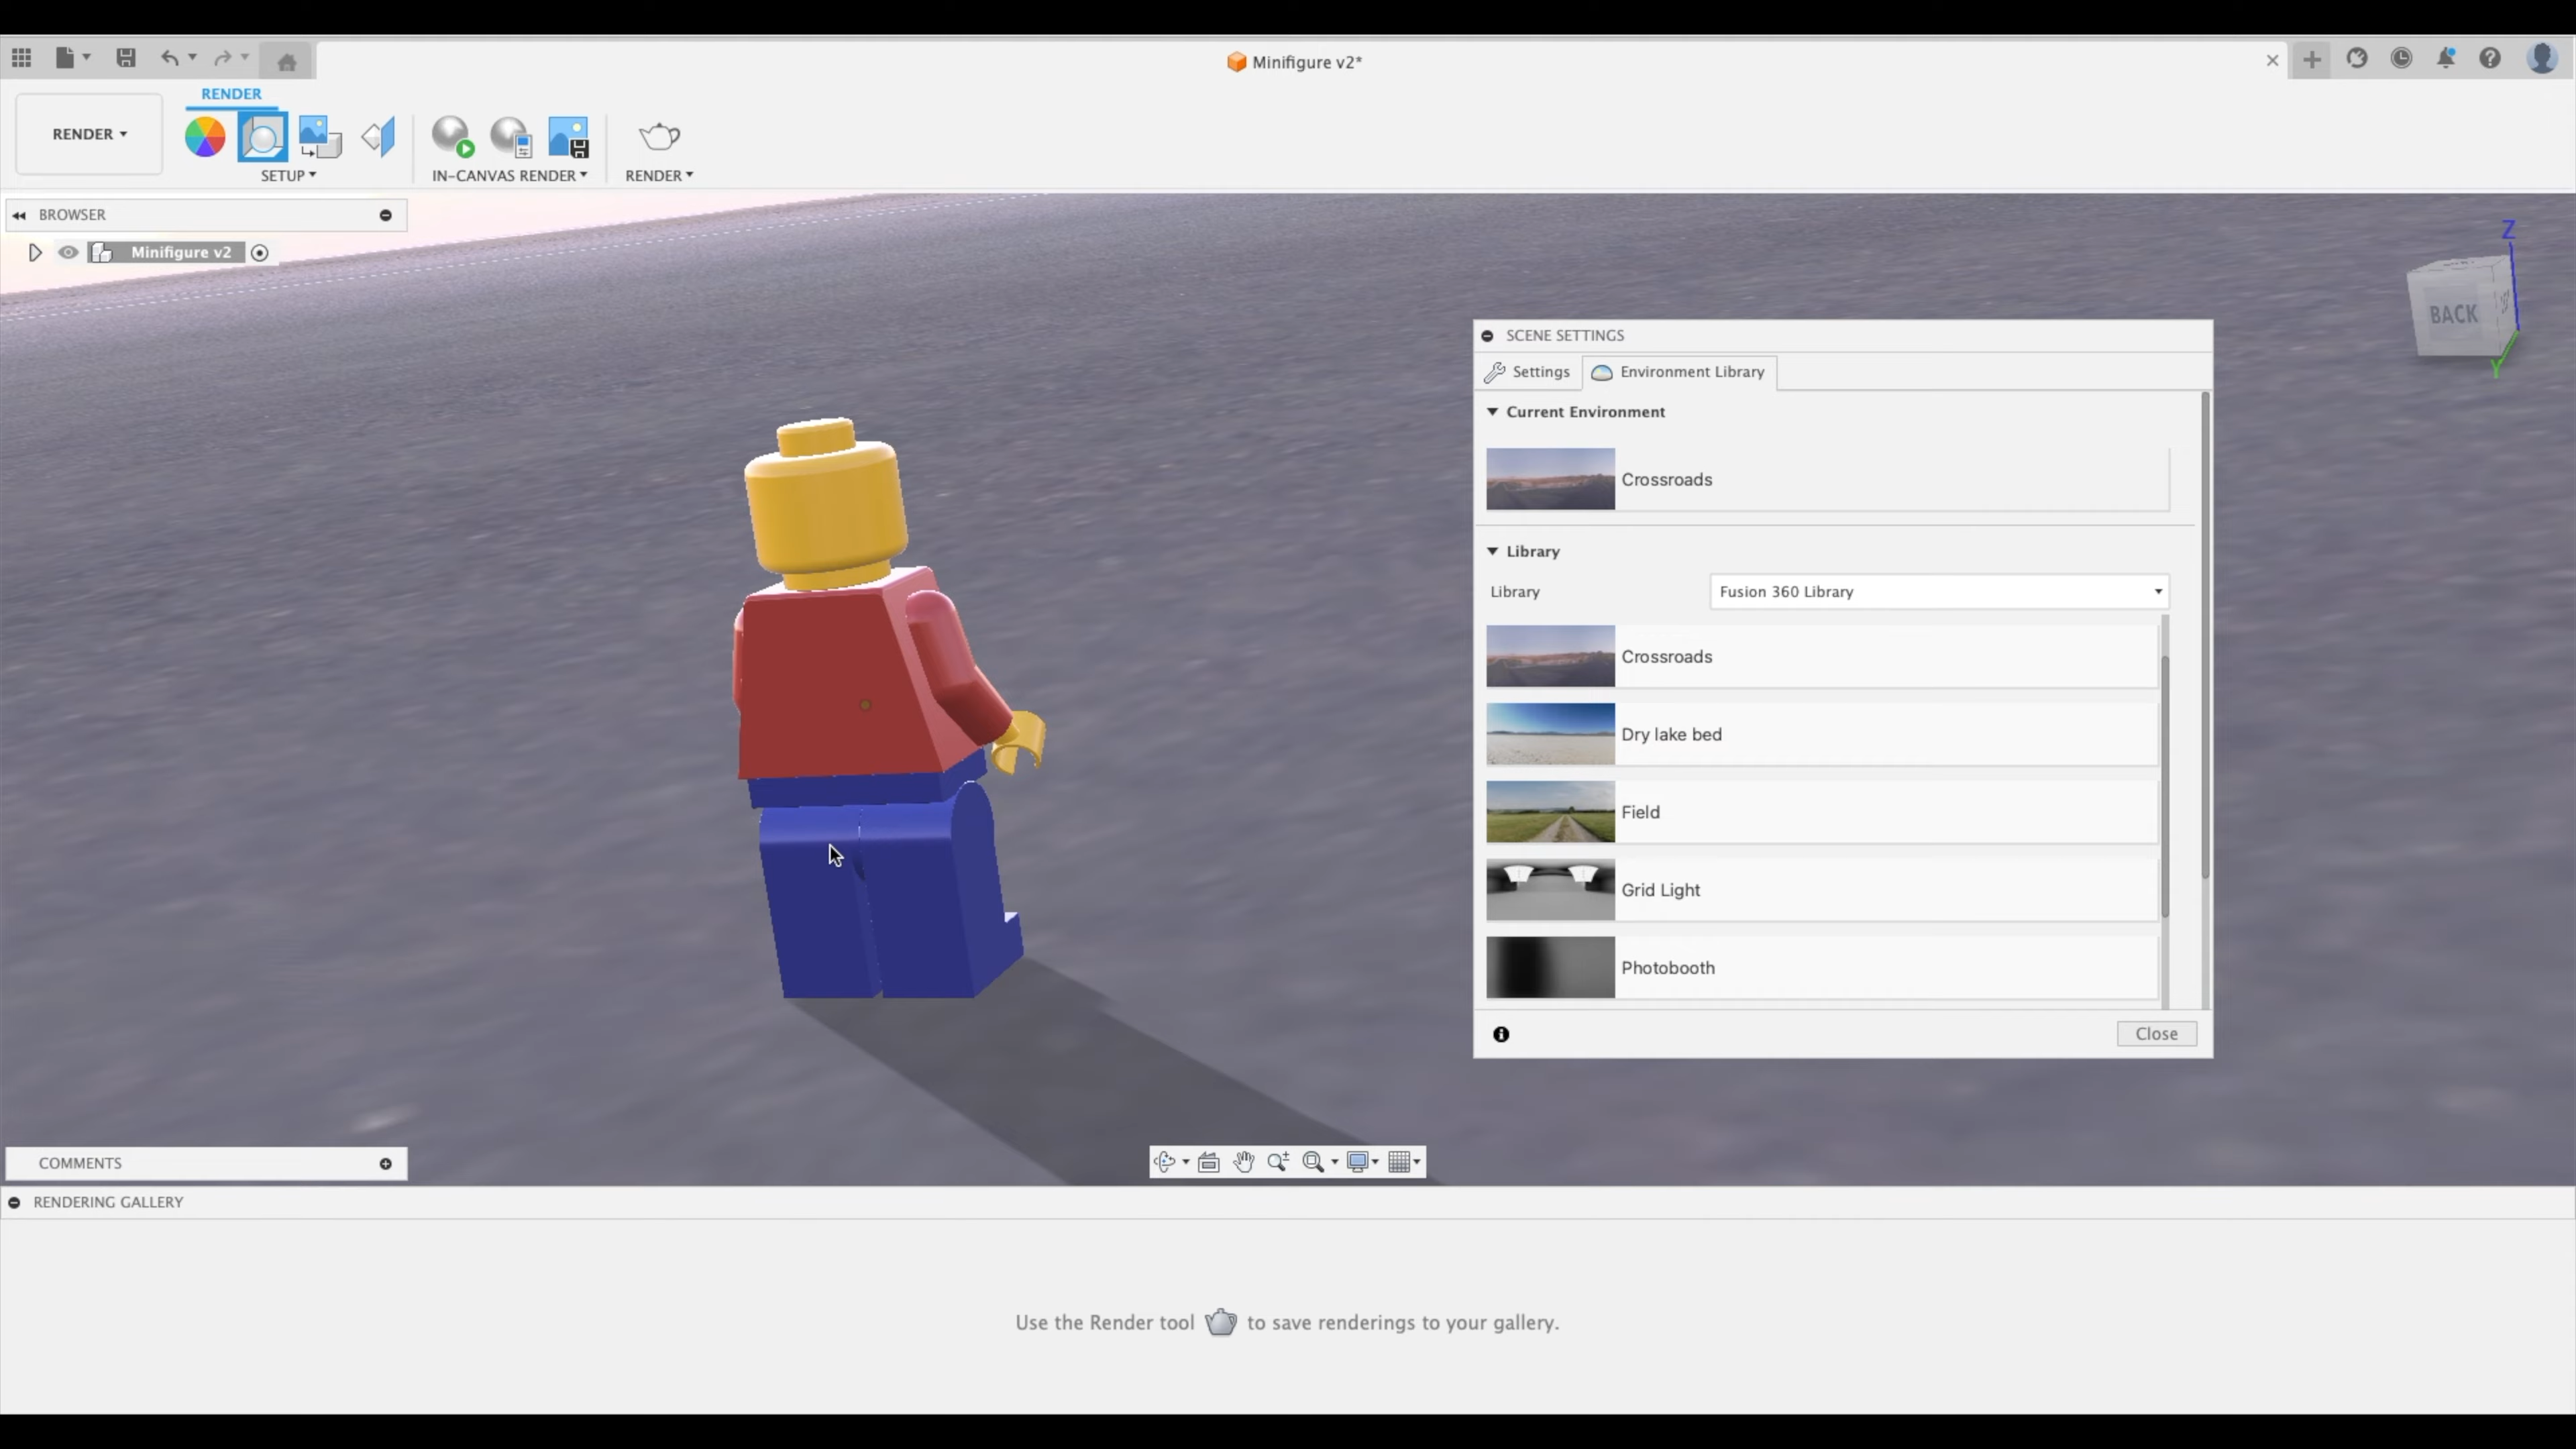 Minifigure v2*
RENDER
RENDER
SETUP
IN-CANVAS RENDER
RENDER
BROWSER
Minifigure v2
Z
BACK
Y
SCENE SETTINGS
Settings
Environment Library
Current Environment
Crossroads
Library
Library
Fusion 360 Library
Crossroads
Dry lake bed
Field
Grid Light
Photobooth
Close
COMMENTS
RENDERING GALLERY
Use the Render tool to save renderings to your gallery.